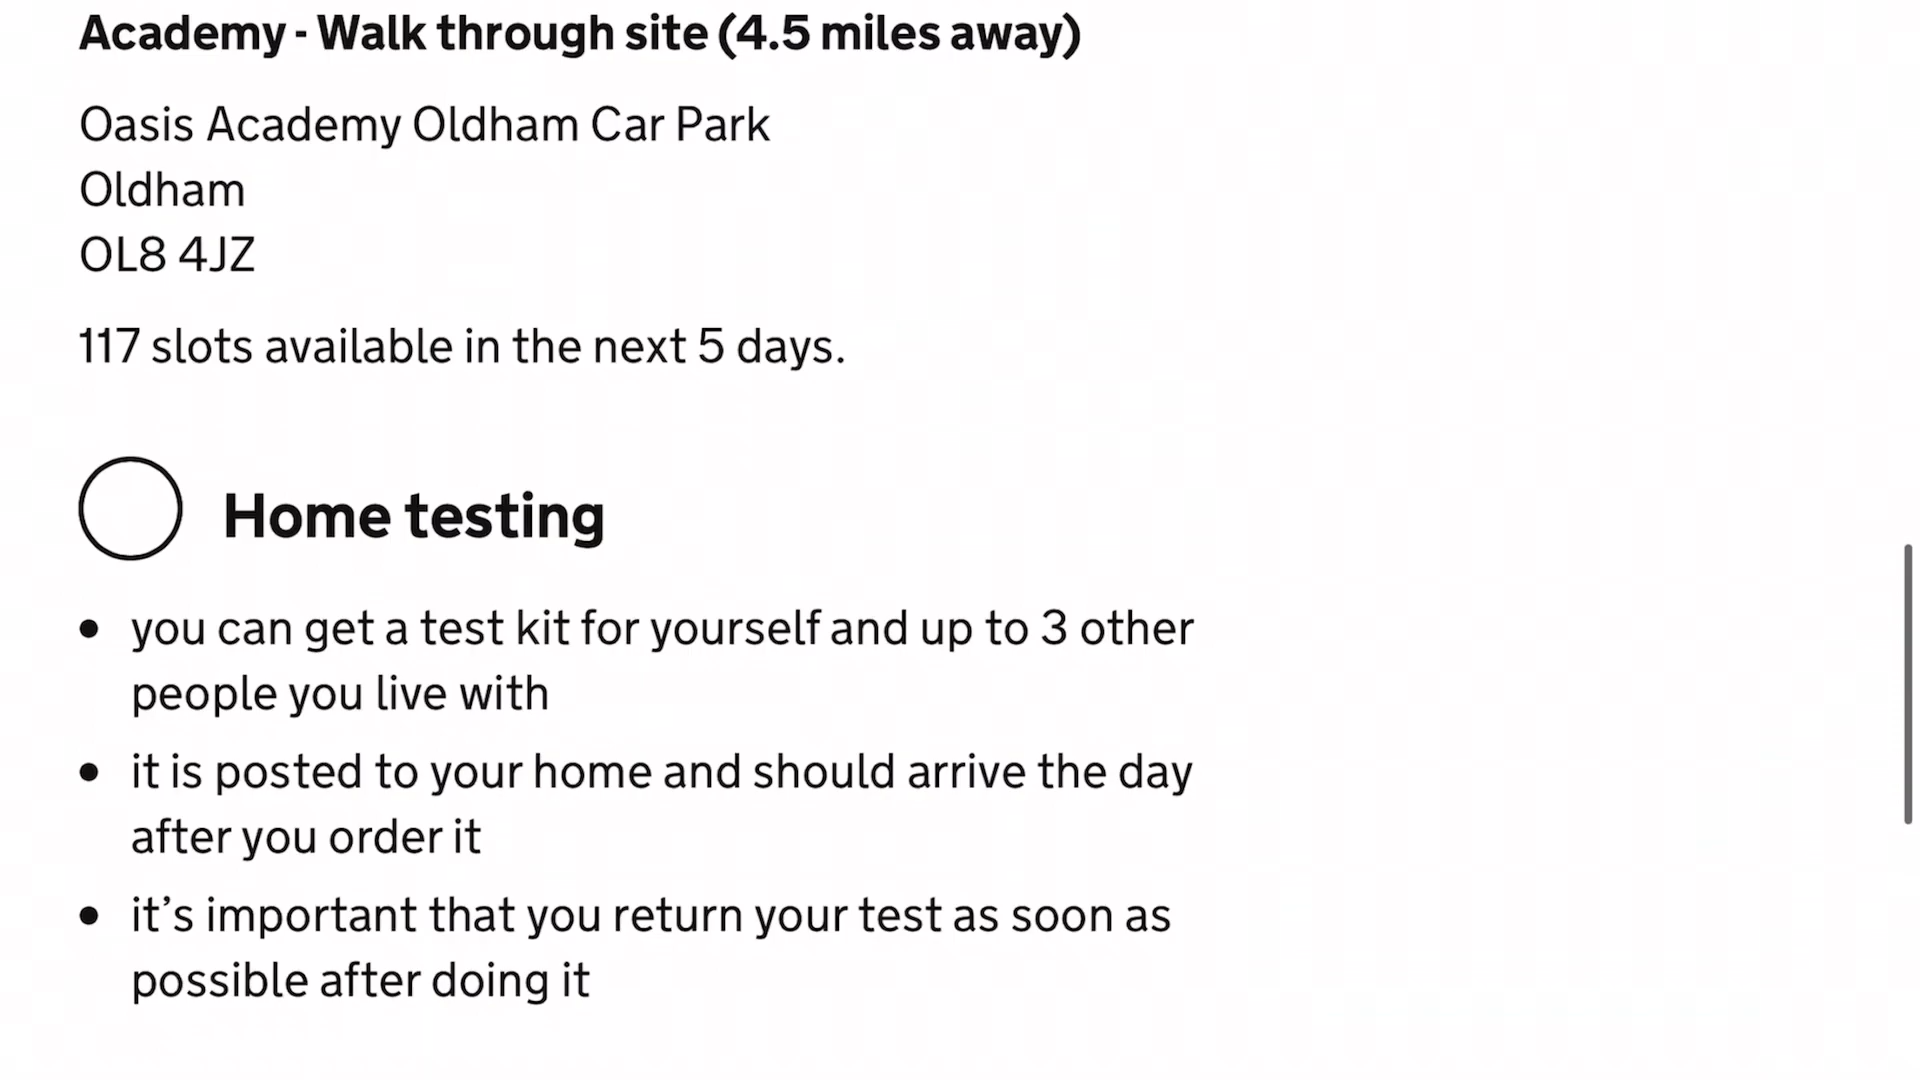 Academy - Walk through site (4.5 miles away)
Oasis Academy Oldham Car Park
Oldham
OL8 4JZ
117 slots available in the next 5 days.
Home testing
• you can get a test kit for yourself and up to 3 other
people you live with
• it is posted to your home and should arrive the day
after you order it
• it’s important that you return your test as soon as
possible after doing it